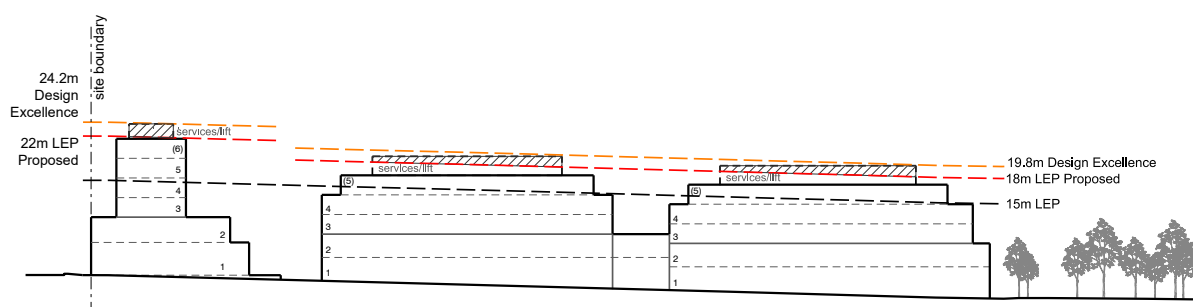 site boundary
24.2m
Design
Excellence
22m LEP
Proposed
services/lift
(6)
5
4
3
2
1
services/lift
(5)
4
3
2
1
services/lift
(5)
4
3
2
1
19.8m Design Excellence
18m LEP Proposed
15m LEP